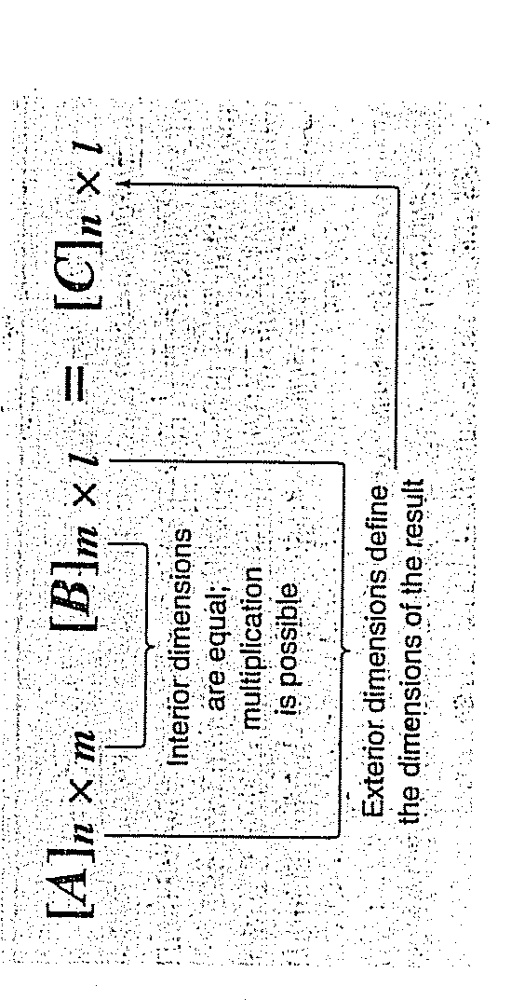 [A]n × m [B]m × l = [C]n × l
Interior dimensions
are equal;
multiplication
is possible
Exterior dimensions define
the dimensions of the result